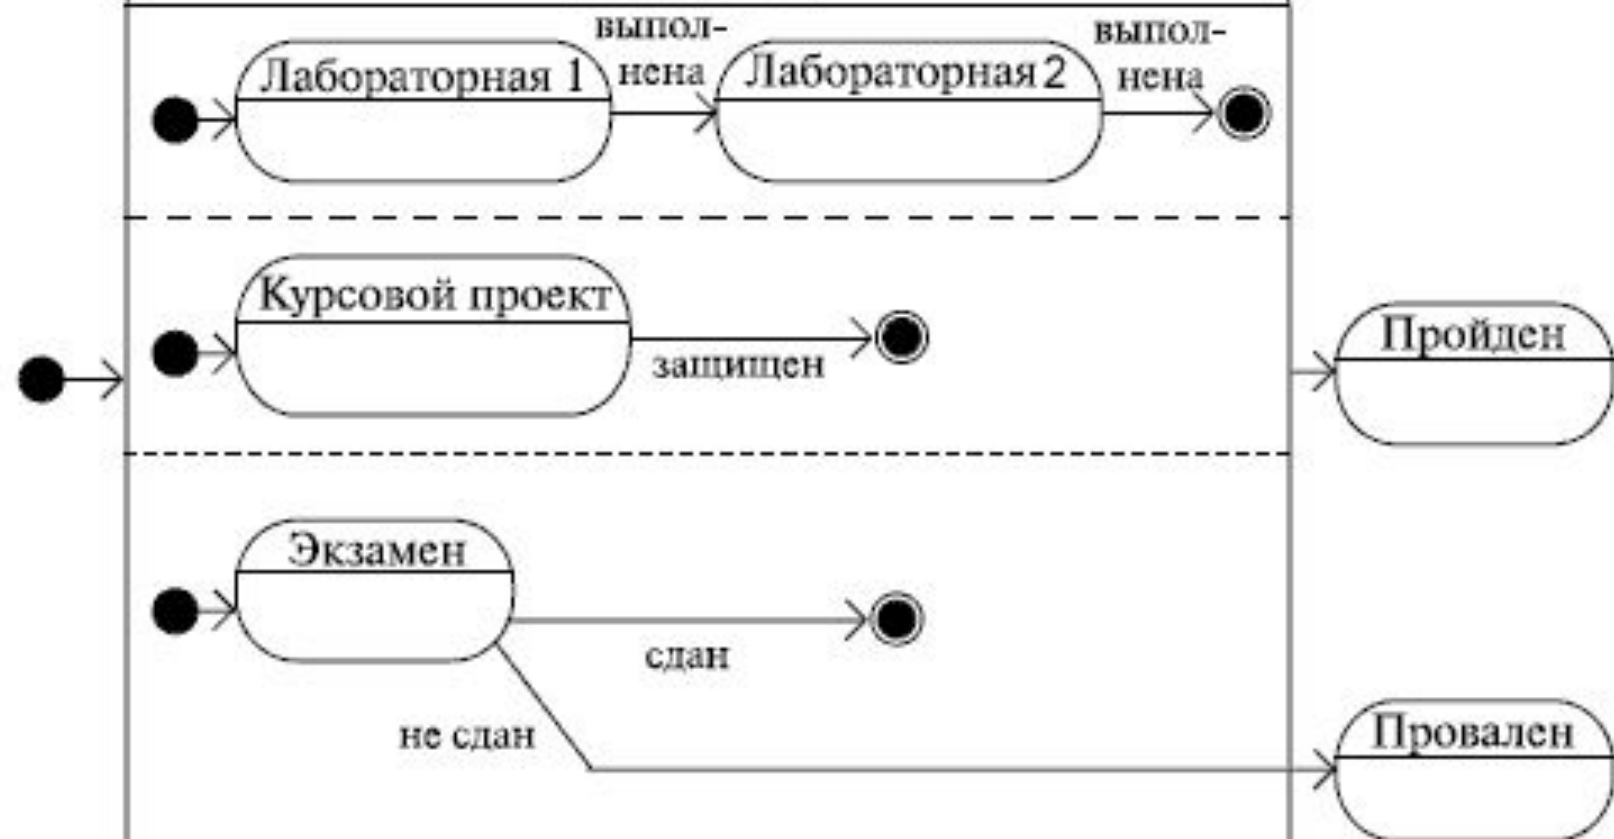 Лабораторная 1
выпол-
нена
Лабораторная 2
выпол-
нена
Курсовой проект
защищен
Пройден
Экзамен
сдан
не сдан
Провален